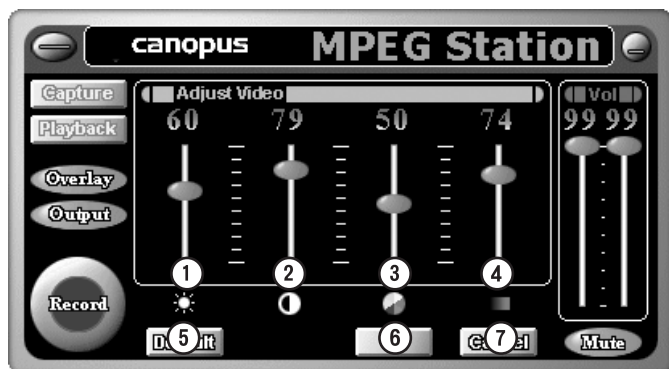 canopus MPEG Station
Capture
Adjust Video
Vol
Playback
60 79 50 74 99 99
Overlay
Output
1 2 3 4
Record
5 6 7
Mute